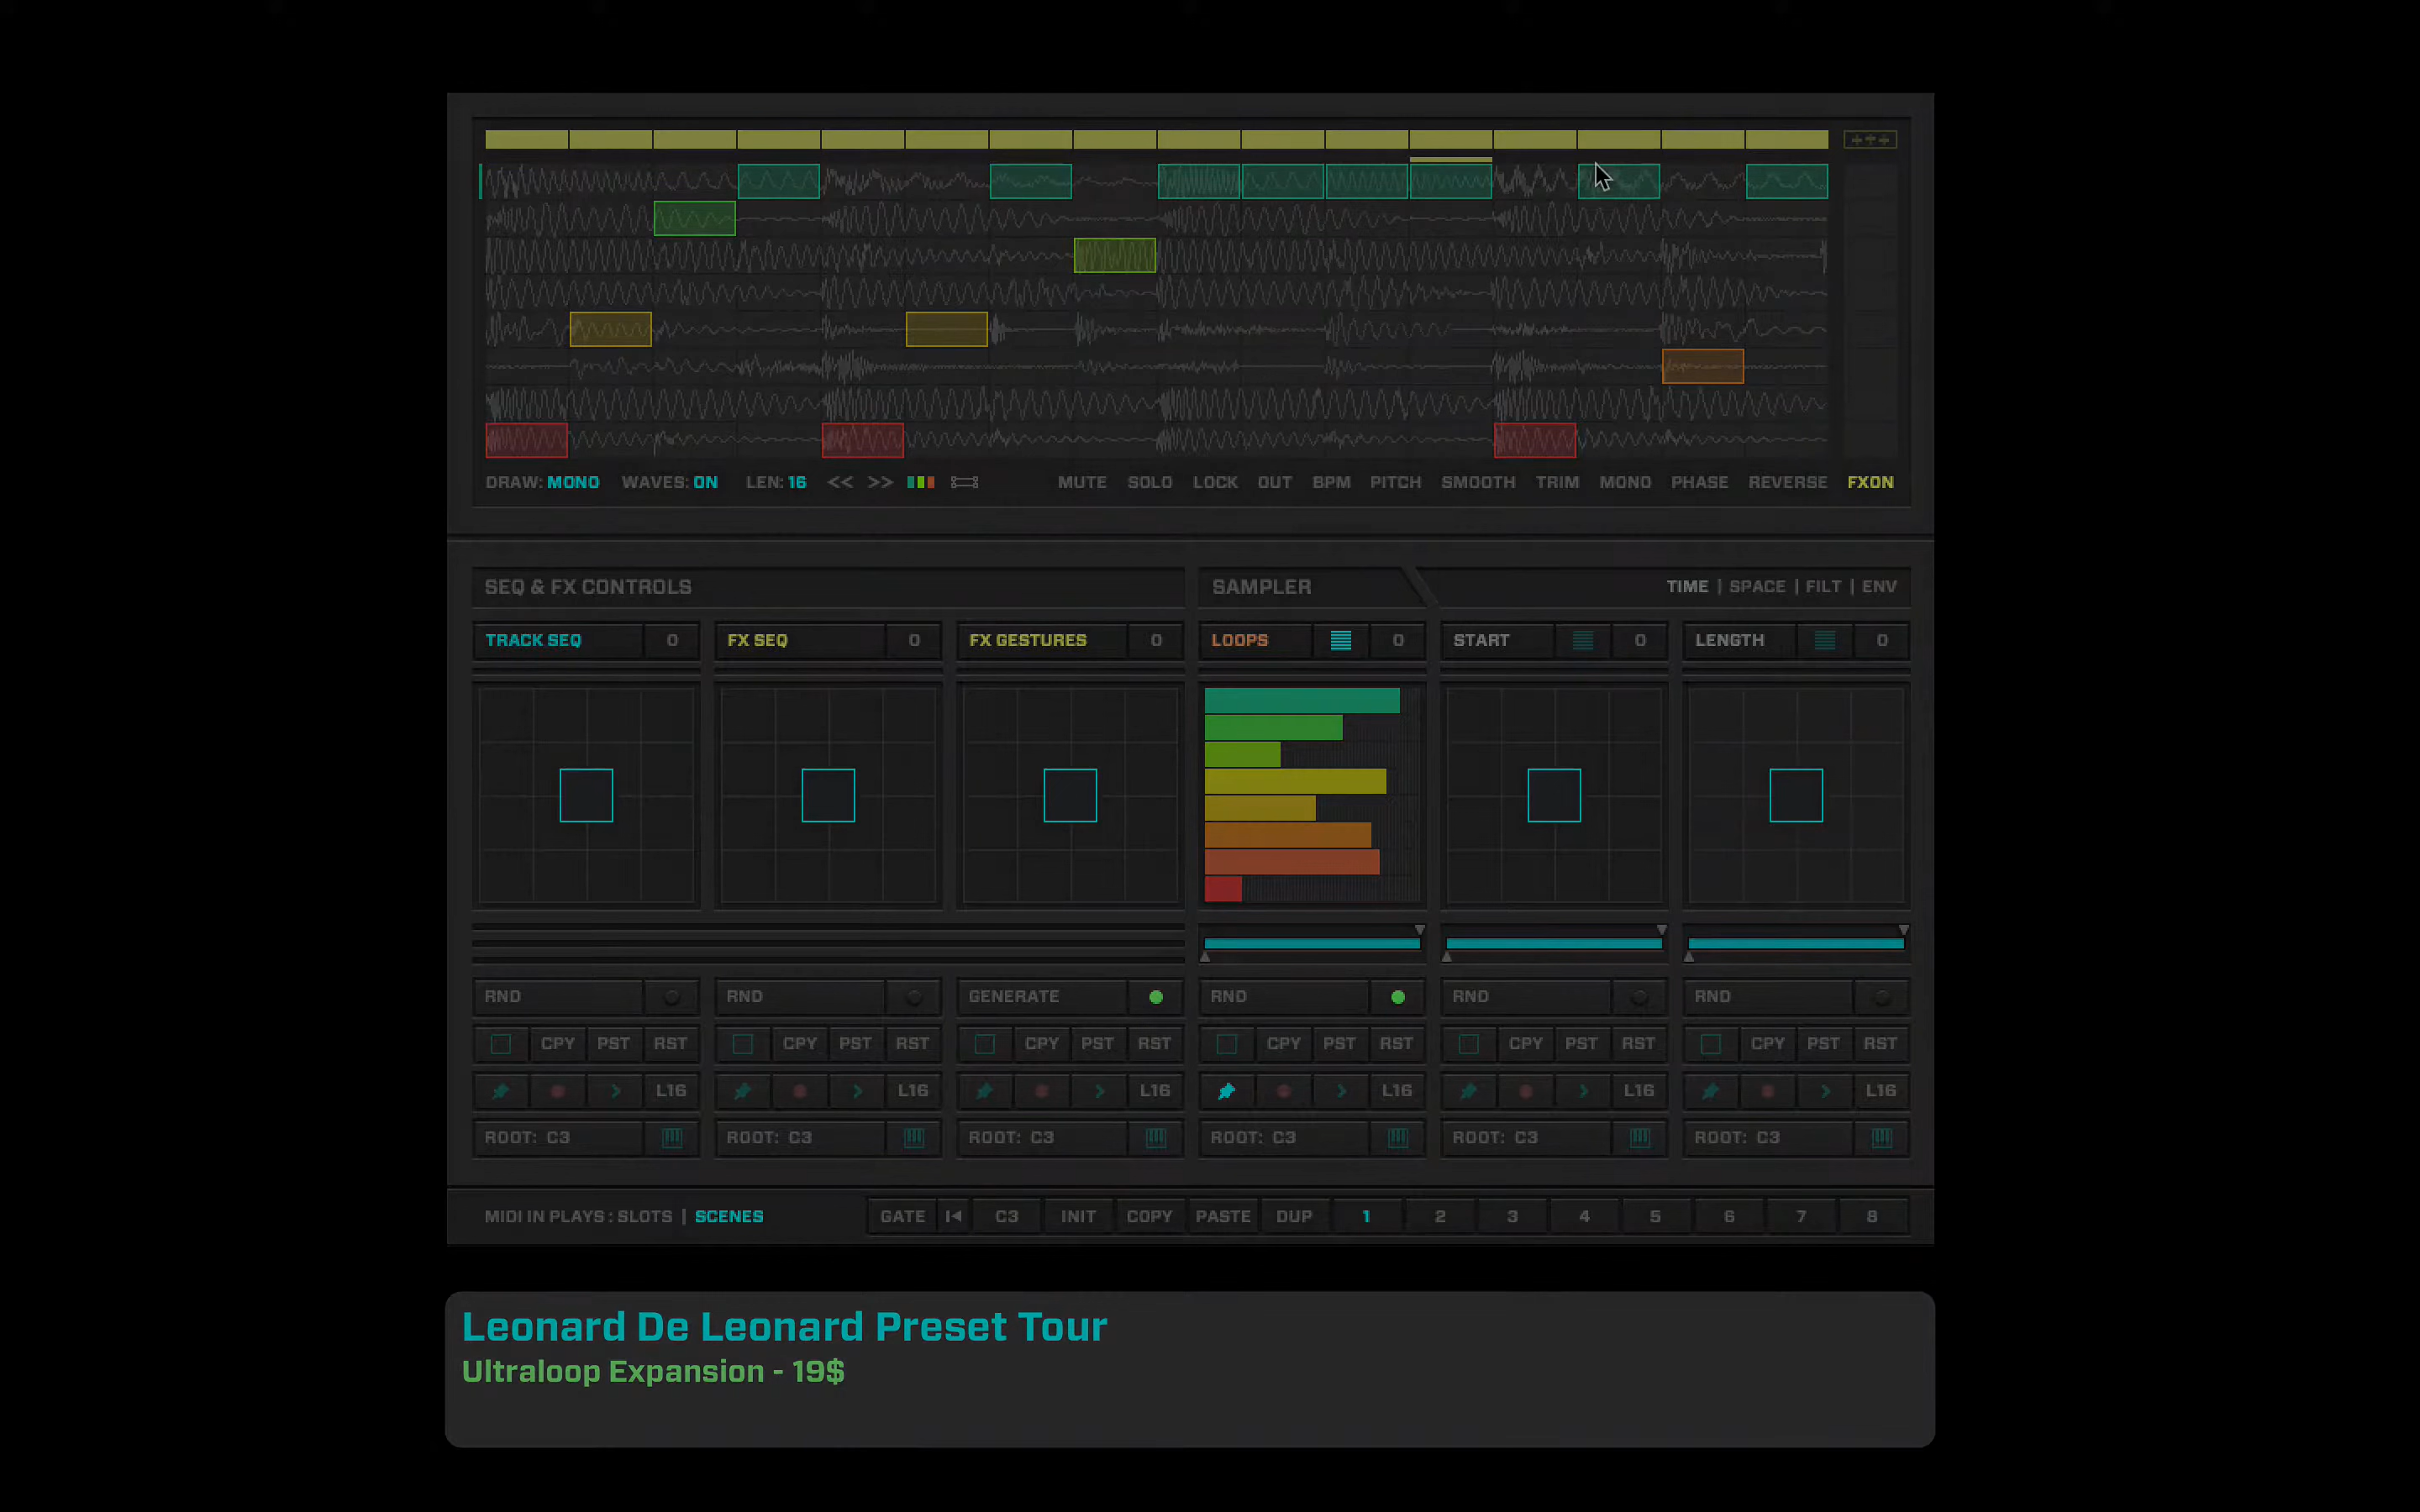 DRAW: MONO WAVES: ON LEN: 16 << >> MUTE SOLO LOCK OUT BPM PITCH SMOOTH TRIM MONO PHASE REVERSE FXON
SEQ & FX CONTROLS SAMPLER TIME | SPACE | FILT | ENV
TRACK SEQ 0 FX SEQ 0 FX GESTURES 0 LOOPS 0 START 0 LENGTH 0
RND RND GENERATE RND RND RND
CPY PST RST CPY PST RST CPY PST RST CPY PST RST CPY PST RST CPY PST RST
L16 L16 L16 L16 L16 L16
ROOT: C3 ROOT: C3 ROOT: C3 ROOT: C3 ROOT: C3 ROOT: C3
MIDI IN PLAYS : SLOTS | SCENES GATE C3 INIT COPY PASTE DUP 1 2 3 4 5 6 7 8
Leonard De Leonard Preset Tour
Ultraloop Expansion - 19$